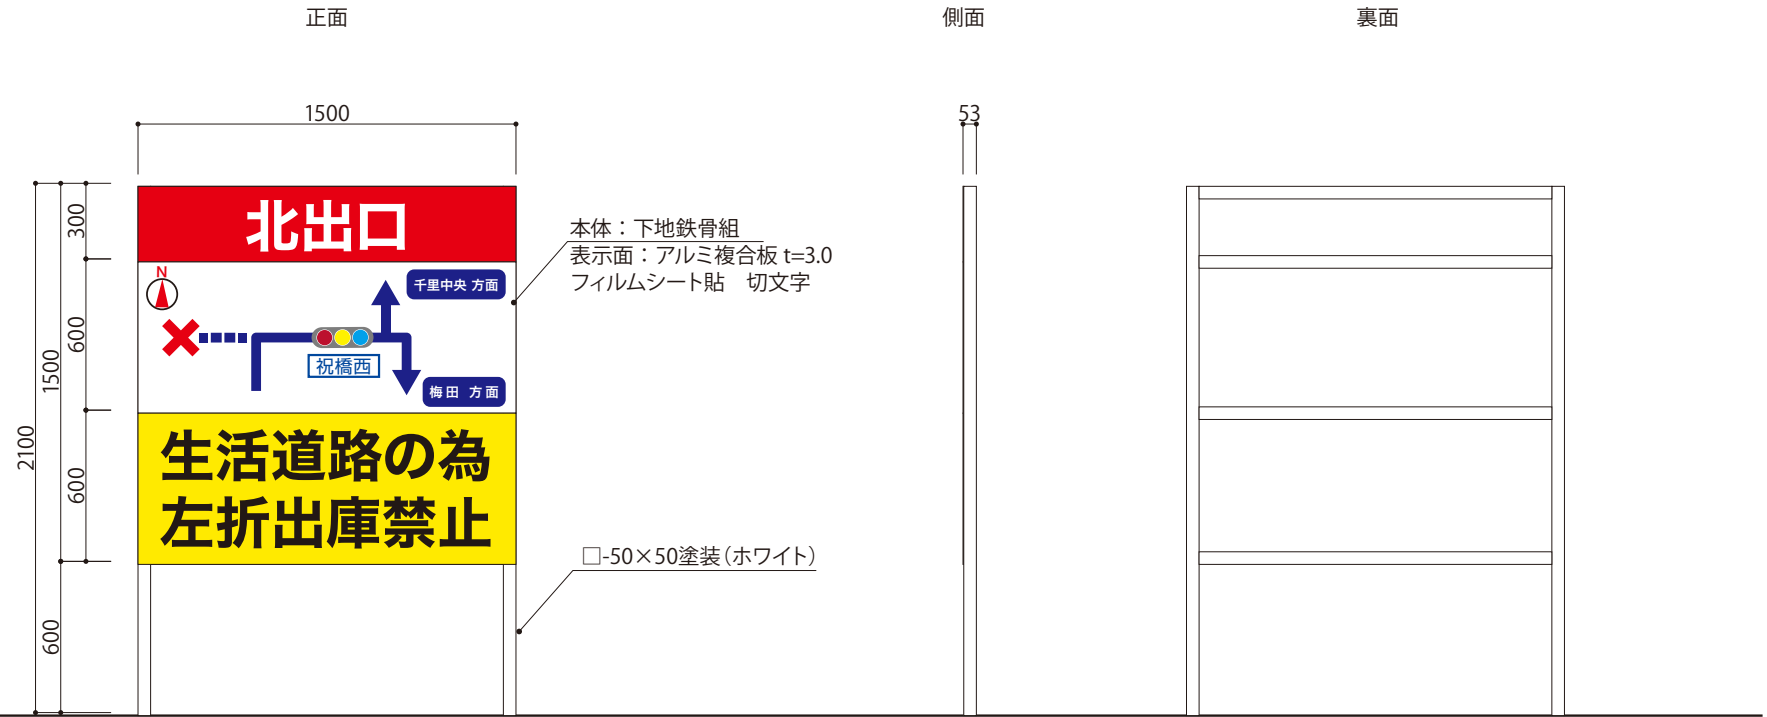 正面
側面
裏面
1500
53
300
600
1500
2100
600
600
北出口
N
千里中央 方面
祝橋西
梅田 方面
生活道路の為
左折出庫禁止
本体：下地鉄骨組
表示面：アルミ複合板 t=3.0
フィルムシート貼　切文字
□-50×50塗装（ホワイト）